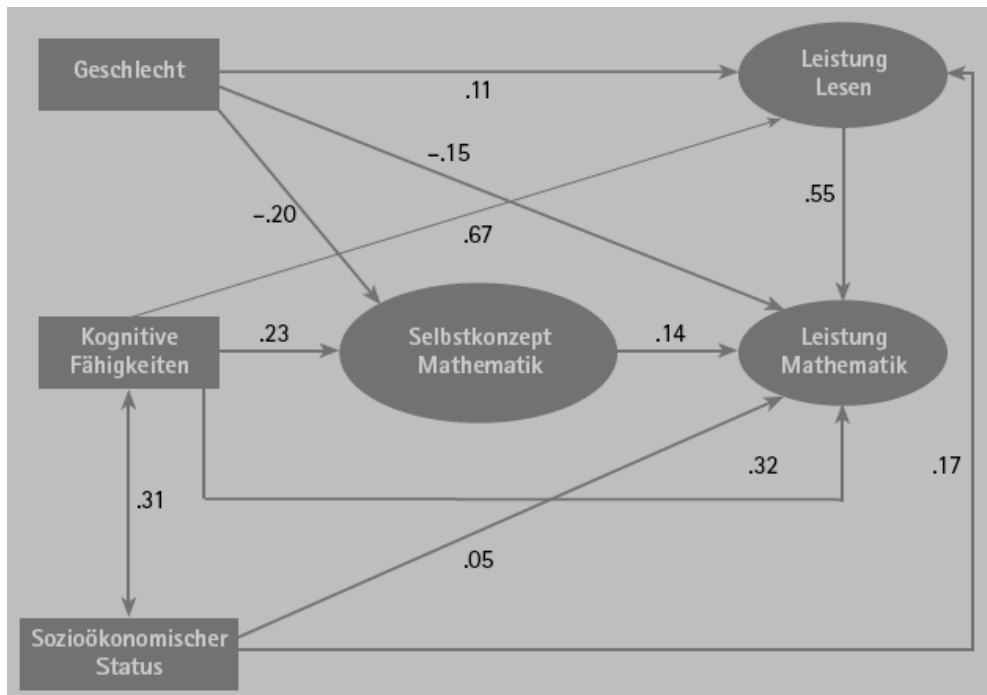 Geschlecht
Leistung
Lesen
.11
–.15
.55
–.20
.67
Kognitive
Fähigkeiten
.23
Selbstkonzept
Mathematik
.14
Leistung
Mathematik
.31
.32
.17
.05
Sozioökonomischer
Status